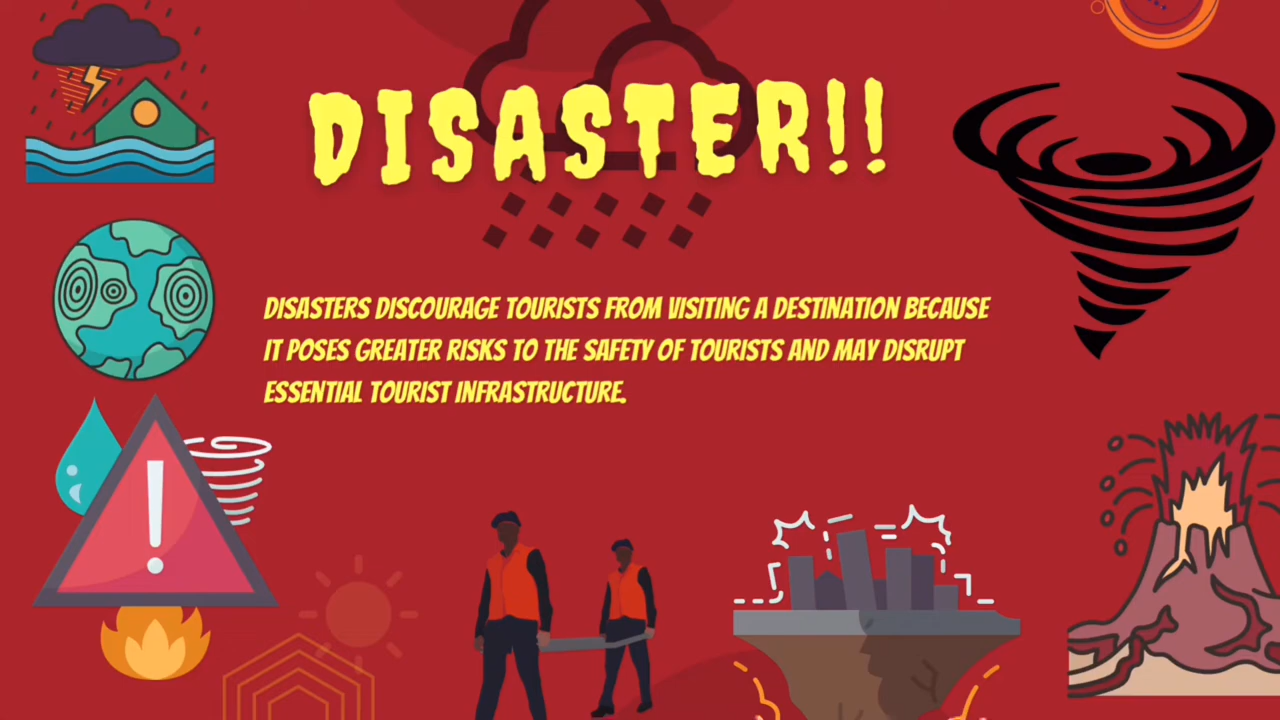 DISASTER!!
DISASTERS DISCOURAGE TOURISTS FROM VISITING A DESTINATION BECAUSE
IT POSES GREATER RISKS TO THE SAFETY OF TOURISTS AND MAY DISRUPT
ESSENTIAL TOURIST INFRASTRUCTURE.